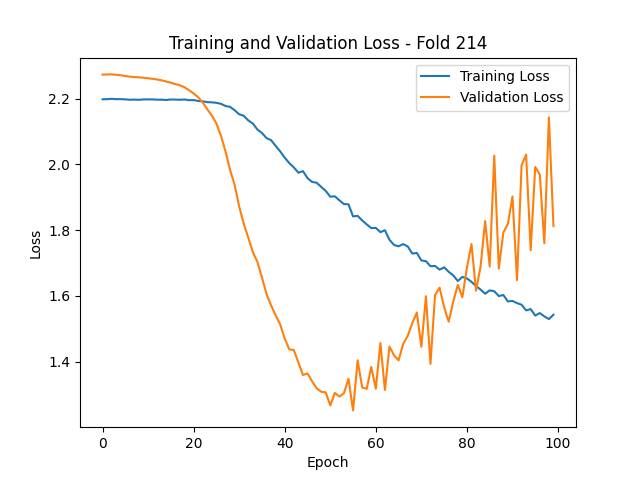 Training and Validation Loss - Fold 214
Training Loss
Validation Loss
2.2
2.0
1.8
1.6
1.4
Loss
0
20
40
60
80
100
Epoch